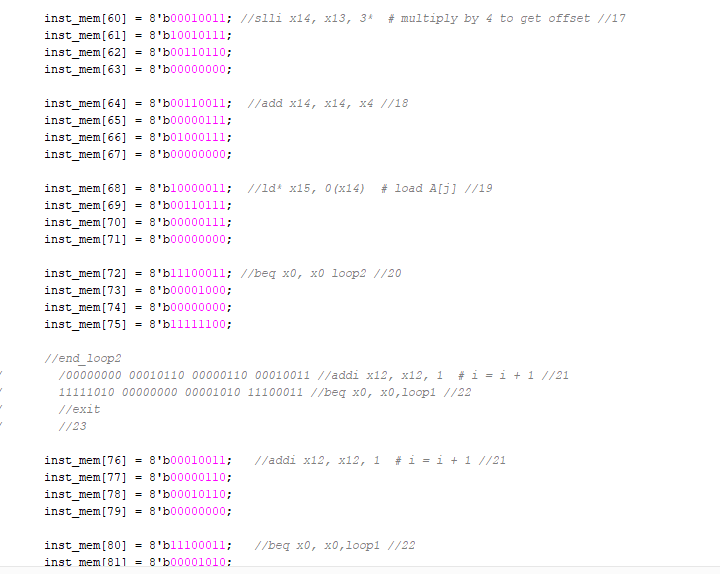 inst_mem[60] = 8'b00010011; //slli x14, x13, 3* # multiply by 4 to get offset //17
inst_mem[61] = 8'b10010111;
inst_mem[62] = 8'b00110110;
inst_mem[63] = 8'b00000000;
inst_mem[64] = 8'b00110011; //add x14, x14, x4 //18
inst_mem[65] = 8'b00000111;
inst_mem[66] = 8'b01000111;
inst_mem[67] = 8'b00000000;
inst_mem[68] = 8'b10000011; //ld* x15, 0(x14) # load A[j] //19
inst_mem[69] = 8'b00110111;
inst_mem[70] = 8'b00000111;
inst_mem[71] = 8'b00000000;
inst_mem[72] = 8'b11100011; //beq x0, x0 loop2 //20
inst_mem[73] = 8'b00001000;
inst_mem[74] = 8'b00000000;
inst_mem[75] = 8'b11111100;
//end_loop2
/ /00000000 00010110 00000110 00010011 //addi x12, x12, 1 # i = i + 1 //21
/ 11111010 00000000 00001010 11100011 //beq x0, x0,loop1 //22
/ //exit
/ //23
inst_mem[76] = 8'b00010011; //addi x12, x12, 1 # i = i + 1 //21
inst_mem[77] = 8'b00000110;
inst_mem[78] = 8'b00010110;
inst_mem[79] = 8'b00000000;
inst_mem[80] = 8'b11100011; //beq x0, x0,loop1 //22
inst_mem[81] = 8'b00001010;